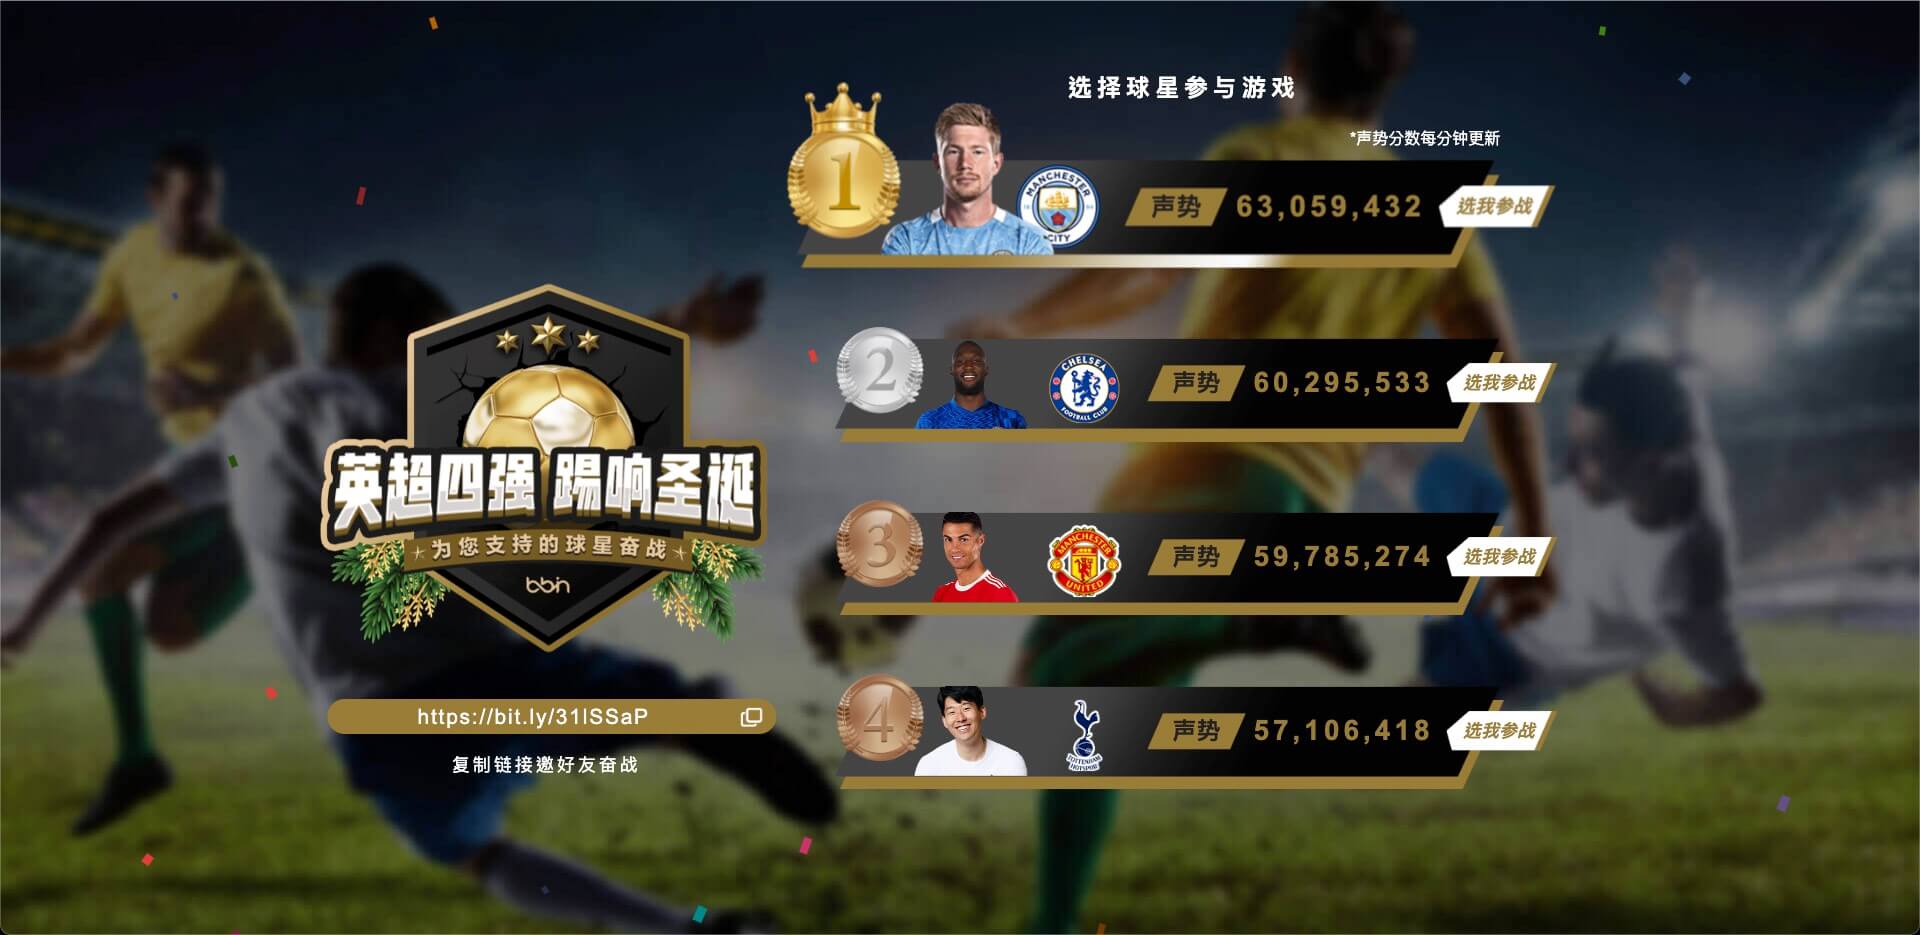 选择球星参与游戏
*声势分数每分钟更新
1
MANCHESTER
CITY
声势 63,059,432 选我参战
2
CHELSEA
FOOTBALL CLUB
声势 60,295,533 选我参战
3
MANCHESTER
UNITED
声势 59,785,274 选我参战
4
TOTTENHAM
HOTSPUR
声势 57,106,418 选我参战
英超四强 踢响圣诞
为您支持的球星奋战
bbin
https://bit.ly/31lSSaP
复制链接邀好友奋战